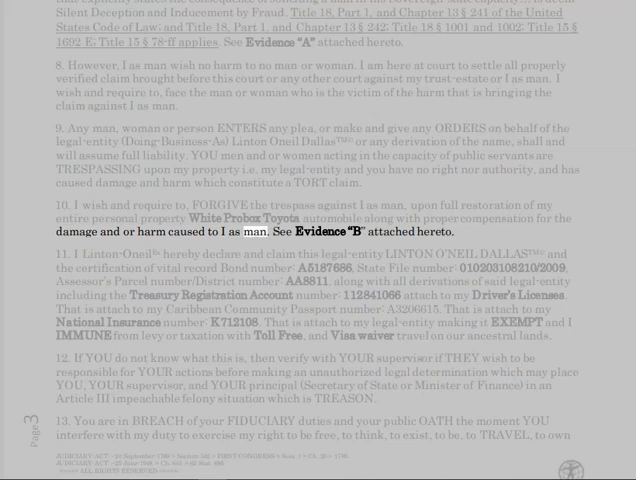 Silent Deception and Inducement by Fraud. Title 18, Part 1, and Chapter 13 § 241 of the United
States Code of Law; and Title 18, Part 1, and Chapter 13 § 242; Title 18 § 1001 and 1002; Title 15 §
1692 E; Title 15 § 78-ff applies. See Evidence "A" attached hereto.
8. However, I as man wish no harm to no man or woman. I am here at court to settle all properly
verified claim brought before this court or any other court against my trust-estate or I as man. I
wish and require to, face the man or woman who is the victim of the harm that is bringing the
claim against I as man.
9. Any man, woman or person ENTERS any plea, or make and give any ORDERS on behalf of the
legal-entity (Doing-Business-As) Linton Oneil Dallas™© or any derivation of the name, shall and
will assume full liability. YOU men and or women acting in the capacity of public servants are
TRESPASSING upon my property i.e. my legal-entity and you have no right nor authority, and has
caused damage and harm which constitute a TORT claim.
10. I wish and require to, FORGIVE the trespass against I as man, upon full restoration of my
entire personal property White Probox Toyota automobile along with proper compensation for the
damage and or harm caused to I as man. See Evidence "B" attached hereto.
11. I Linton-Oneil hereby declare and claim this legal-entity LINTON O'NEIL DALLAS™© and
the certification of vital record Bond number: A5187686, State File number: 010203108210/2009,
Assessor's Parcel number/District number: AA8811, along with all derivations of said legal-entity
including the Treasury Registration Account number: 112841066 attach to my Driver's Licenses.
That is attach to my Caribbean Community Passport number: A3206615. That is attach to my
National Insurance number: K712108. That is attach to my legal-entity making it EXEMPT and I
IMMUNE from levy or taxation with Toll Free, and Visa waiver travel on our ancestral lands.
12. If YOU do not know what this is, then verify with YOUR supervisor if THEY wish to be
responsible for YOUR actions before making an unauthorized legal determination which may place
YOU, YOUR supervisor, and YOUR principal (Secretary of State or Minister of Finance) in an
Article III impeachable felony situation which is TREASON.
13. You are in BREACH of your FIDUCIARY duties and your public OATH the moment YOU
interfere with my duty to exercise my right to be free, to think, to exist, to be, to TRAVEL, to own
Page 3
JUDICIARY ACT
JUDICIARY ACT
ALL RIGHTS RESERVED